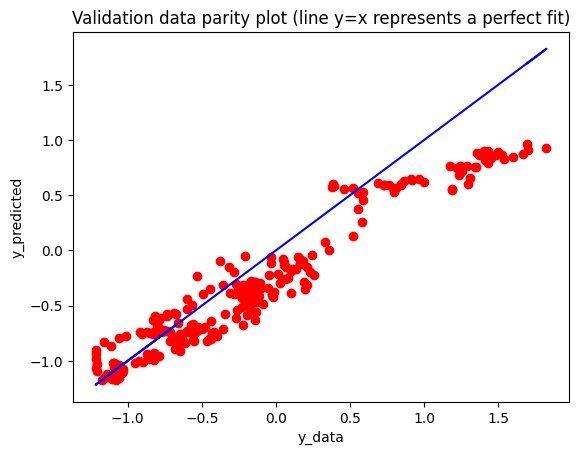 Validation data parity plot (line y=x represents a perfect fit)
1.5
1.0
0.5
0.0
−0.5
−1.0
y_predicted
−1.0 −0.5 0.0 0.5 1.0 1.5
y_data